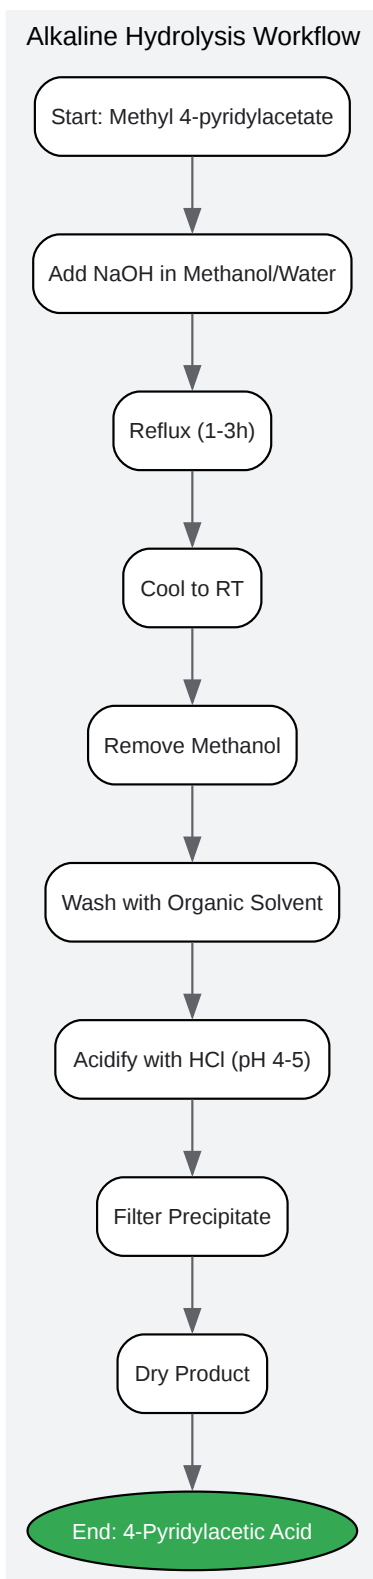 Alkaline Hydrolysis Workflow
Start: Methyl 4-pyridylacetate
Add NaOH in Methanol/Water
Reflux (1-3h)
Cool to RT
Remove Methanol
Wash with Organic Solvent
Acidify with HCl (pH 4-5)
Filter Precipitate
Dry Product
End: 4-Pyridylacetic Acid